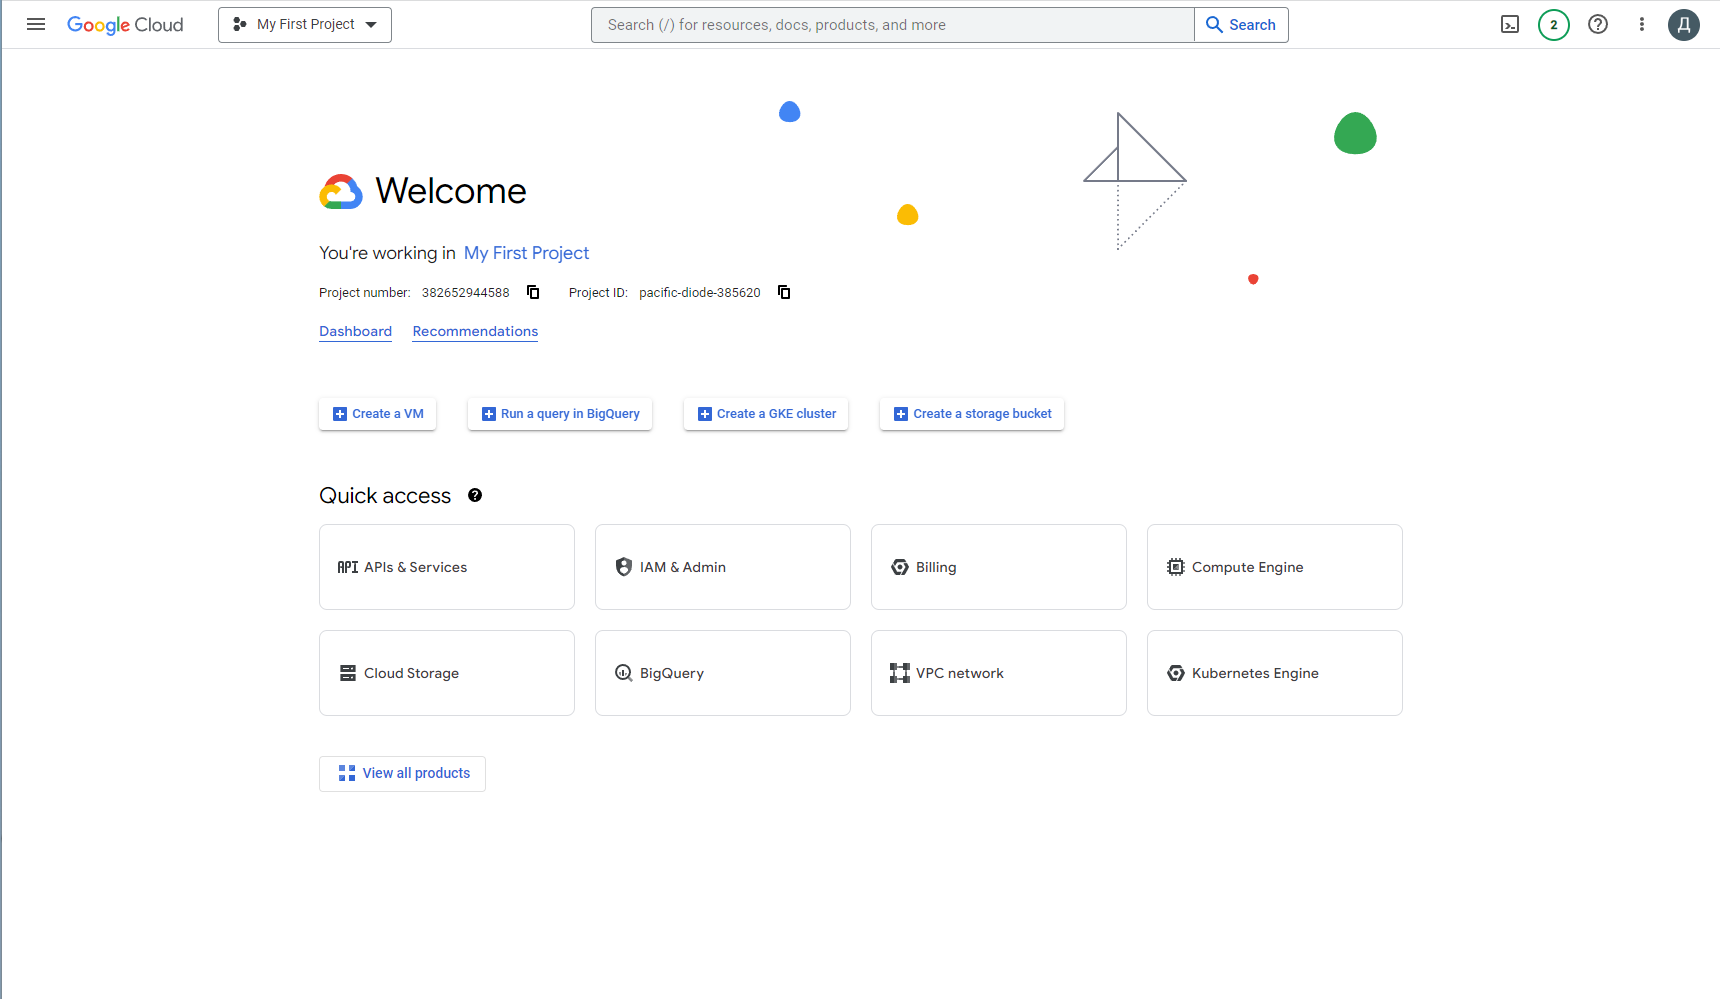 Google Cloud
My First Project
Search (/) for resources, docs, products, and more
Search
2
Д
Welcome
You're working in My First Project
Project number: 382652944588 Project ID: pacific-diode-385620
Dashboard Recommendations
Create a VM
Run a query in BigQuery
Create a GKE cluster
Create a storage bucket
Quick access
API APIs & Services
IAM & Admin
Billing
Compute Engine
Cloud Storage
BigQuery
VPC network
Kubernetes Engine
View all products